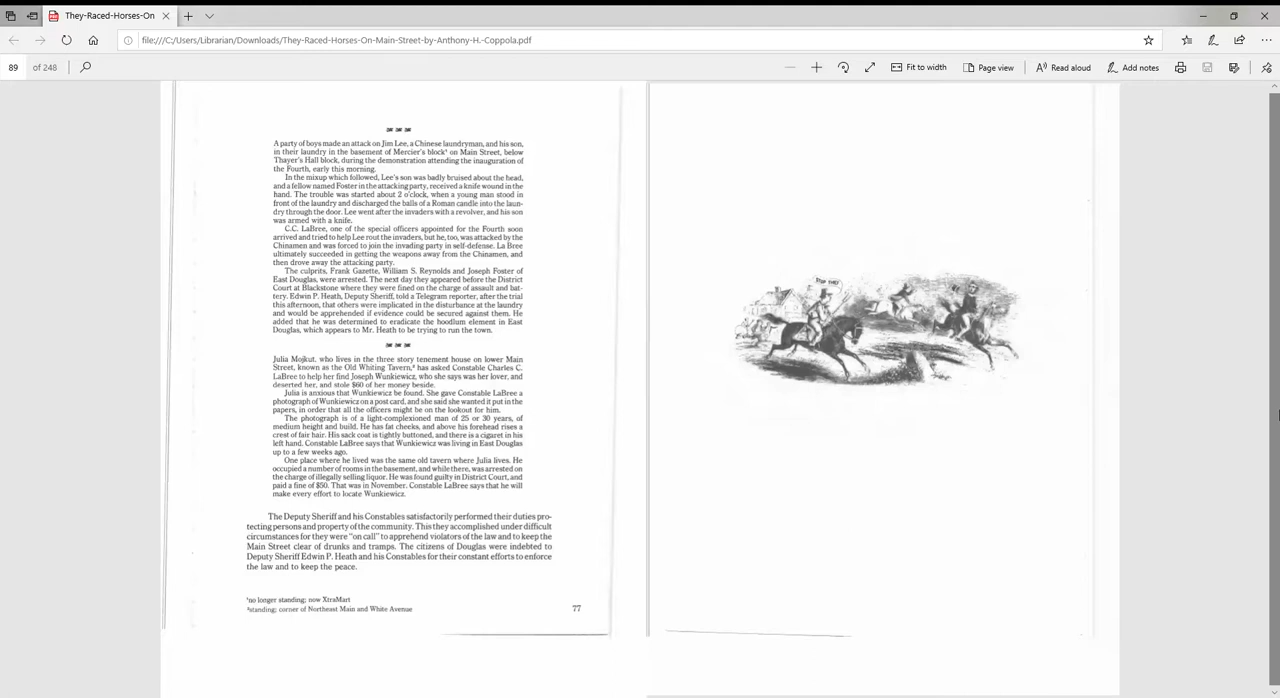 They-Raced-Horses-On
file:///C:/Users/Librarian/Downloads/They-Raced-Horses-On-Main-Street-by-Anthony-H.-Coppola.pdf
89 of 248
Fit to width
Page view
Read aloud
Add notes
A party of boys made an attack on Jim Lee, a Chinese laundryman, and his son,
in their laundry in the basement of Mercier's block¹ on Main Street, below
Thayer's Hall block, during the demonstration attending the inauguration of
the Fourth, early this morning.
In the mixup which followed, Lee's son was badly bruised about the head,
and a fellow named Foster in the attacking party, received a knife wound in the
hand. The trouble was started about 2 o'clock, when a young man stood in
front of the laundry and discharged the balls of a Roman candle into the laun-
dry through the door. Lee went after the invaders with a revolver, and his son
was armed with a knife.
C.C. LaBree, one of the special officers appointed for the Fourth soon
arrived and tried to help Lee rout the invaders, but he, too, was attacked by the
Chinamen and was forced to join the invading party in self-defense. La Bree
ultimately succeeded in getting the weapons away from the Chinamen, and
then drove away the attacking party.
The culprits, Frank Gazette, William S. Reynolds and Joseph Foster of
East Douglas, were arrested. The next day they appeared before the District
Court at Blackstone where they were fined on the charge of assault and bat-
tery. Edwin P. Heath, Deputy Sheriff, told a Telegram reporter, after the trial
this afternoon, that others were implicated in the disturbance at the laundry
and would be apprehended if evidence could be secured against them. He
added that he was determined to eradicate the hoodlum element in East
Douglas, which appears to Mr. Heath to be trying to run the town.
Julia Mojkut, who lives in the three story tenement house on lower Main
Street, known as the Old Whiting Tavern,² has asked Constable Charles C.
LaBree to help her find Joseph Wunkiewicz, who she says was her lover, and
deserted her, and stole $60 of her money beside.
Julia is anxious that Wunkiewicz be found. She gave Constable LaBree a
photograph of Wunkiewicz on a post card, and she said she wanted it put in the
papers, in order that all the officers might be on the lookout for him.
The photograph is of a light-complexioned man of 25 or 30 years, of
medium height and build. He has fat cheeks, and above his forehead rises a
crest of fair hair. His sack coat is tightly buttoned, and there is a cigaret in his
left hand. Constable LaBree says that Wunkiewicz was living in East Douglas
up to a few weeks ago.
One place where he lived was the same old tavern where Julia lives. He
occupied a number of rooms in the basement, and while there, was arrested on
the charge of illegally selling liquor. He was found guilty in District Court, and
paid a fine of $50. That was in November. Constable LaBree says that he will
make every effort to locate Wunkiewicz.
The Deputy Sheriff and his Constables satisfactorily performed their duties pro-
tecting persons and property of the community. This they accomplished under difficult
circumstances for they were "on call" to apprehend violators of the law and to keep the
Main Street clear of drunks and tramps. The citizens of Douglas were indebted to
Deputy Sheriff Edwin P. Heath and his Constables for their constant efforts to enforce
the law and to keep the peace.
¹no longer standing; now XtraMart
²standing; corner of Northeast Main and White Avenue
77